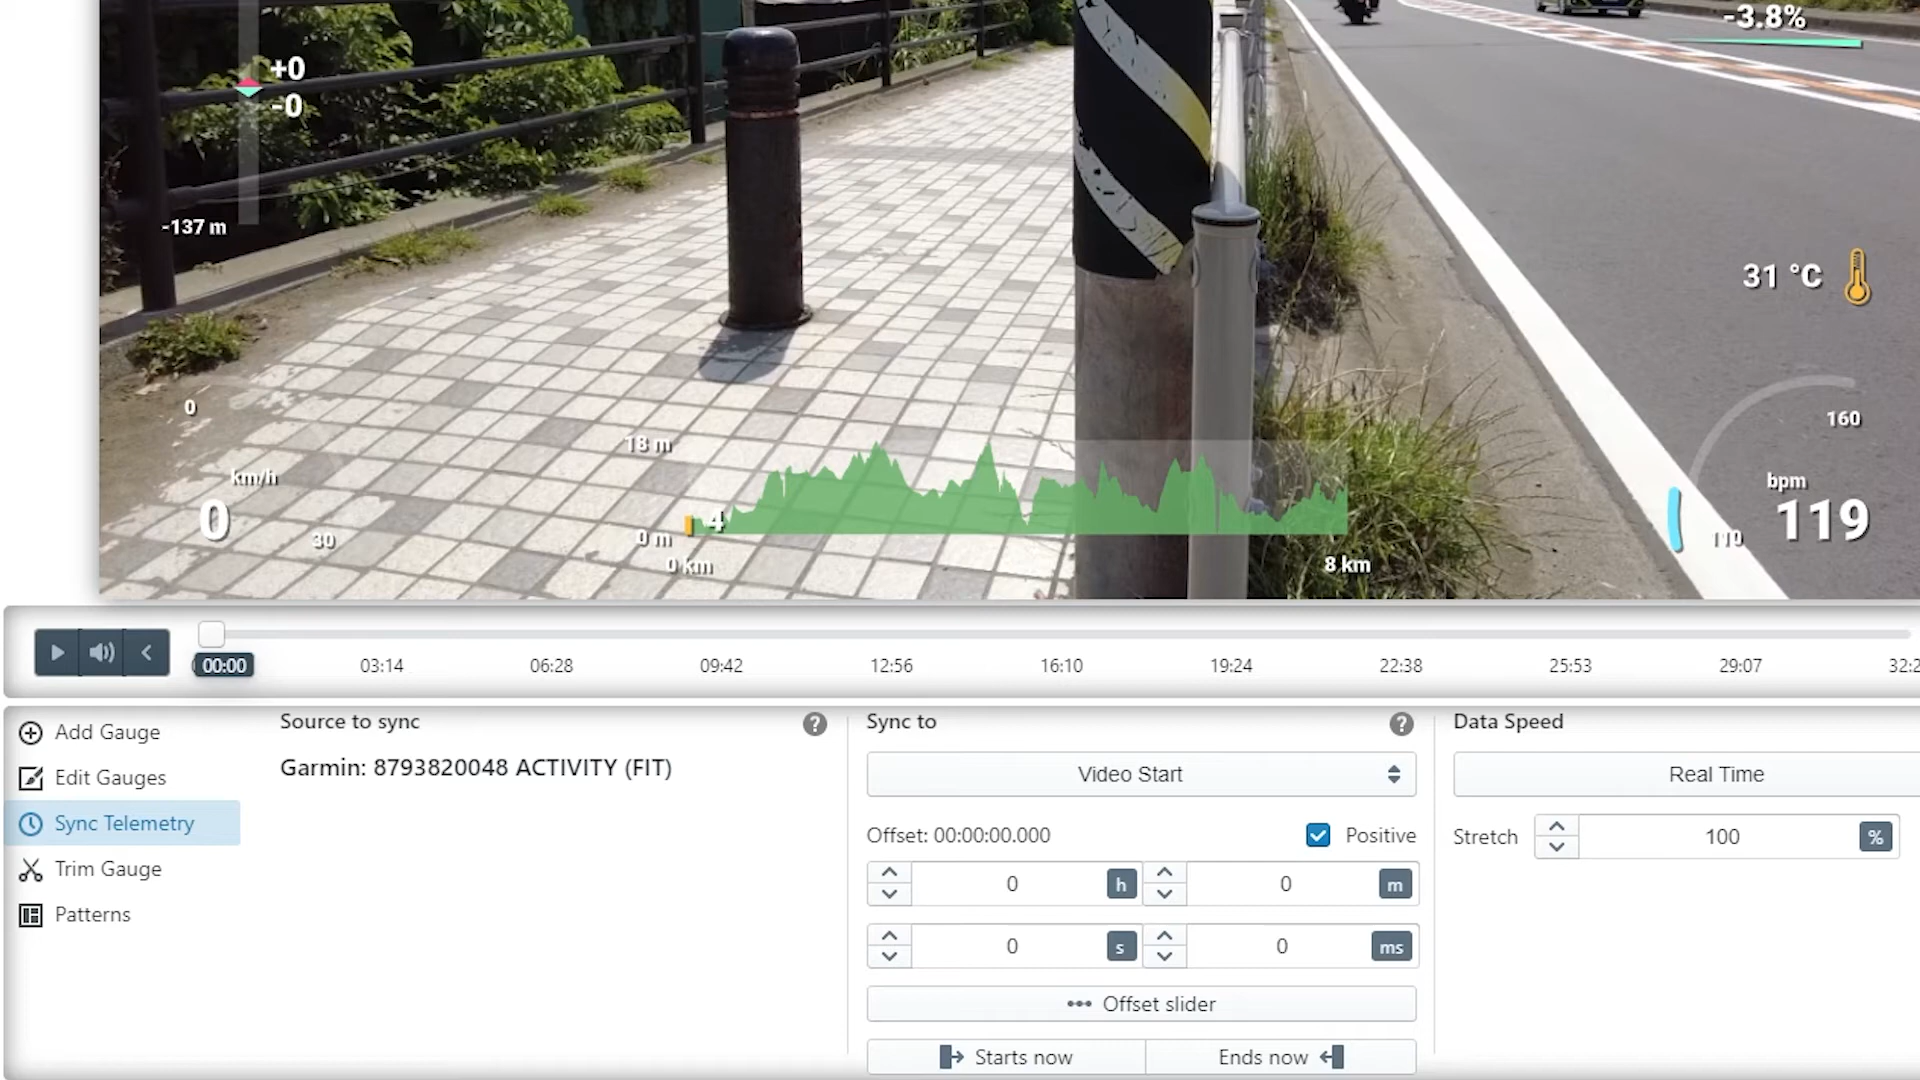 -3.8%
+0
-0
-137 m
31 °C
0
160
18 m
km/h
bpm
0
4
119
30
0 m
110
0 km
8 km
00:00
03:14
06:28
09:42
12:56
16:10
19:24
22:38
25:53
29:07
Add Gauge
Edit Gauges
Sync Telemetry
Trim Gauge
Patterns
Source to sync
?
Garmin: 8793820048 ACTIVITY (FIT)
Sync to
?
Video Start
Offset: 00:00:00.000
Positive
0 h
0 m
0 s
0 ms
Offset slider
Starts now
Ends now
Data Speed
Real Time
Stretch
100
%